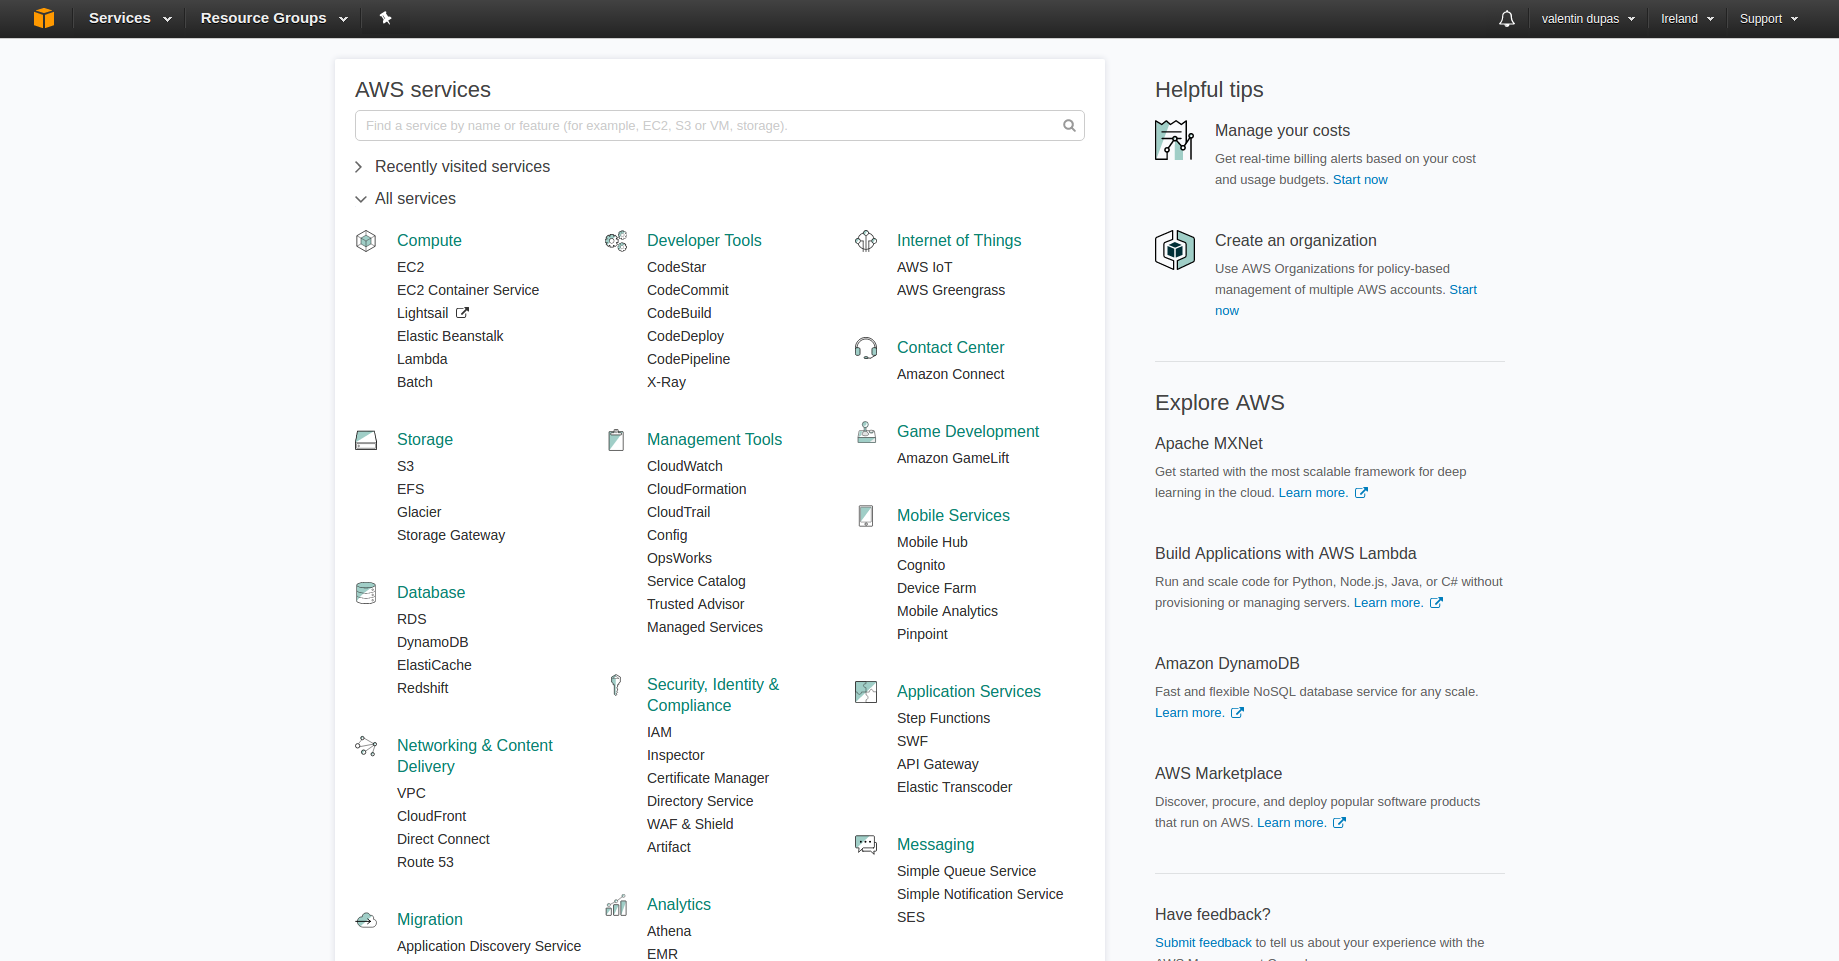 Services
Resource Groups
valentin dupas
Ireland
Support
AWS services
Find a service by name or feature (for example, EC2, S3 or VM, storage).
Recently visited services
All services
Compute
EC2
EC2 Container Service
Lightsail
Elastic Beanstalk
Lambda
Batch
Storage
S3
EFS
Glacier
Storage Gateway
Database
RDS
DynamoDB
ElastiCache
Redshift
Networking & Content
Delivery
VPC
CloudFront
Direct Connect
Route 53
Migration
Application Discovery Service
Developer Tools
CodeStar
CodeCommit
CodeBuild
CodeDeploy
CodePipeline
X-Ray
Management Tools
CloudWatch
CloudFormation
CloudTrail
Config
OpsWorks
Service Catalog
Trusted Advisor
Managed Services
Security, Identity &
Compliance
IAM
Inspector
Certificate Manager
Directory Service
WAF & Shield
Artifact
Analytics
Athena
EMR
Internet of Things
AWS IoT
AWS Greengrass
Contact Center
Amazon Connect
Game Development
Amazon GameLift
Mobile Services
Mobile Hub
Cognito
Device Farm
Mobile Analytics
Pinpoint
Application Services
Step Functions
SWF
API Gateway
Elastic Transcoder
Messaging
Simple Queue Service
Simple Notification Service
SES
Helpful tips
Manage your costs
Get real-time billing alerts based on your cost
and usage budgets. Start now
Create an organization
Use AWS Organizations for policy-based
management of multiple AWS accounts. Start
now
Explore AWS
Apache MXNet
Get started with the most scalable framework for deep
learning in the cloud. Learn more.
Build Applications with AWS Lambda
Run and scale code for Python, Node.js, Java, or C# without
provisioning or managing servers. Learn more.
Amazon DynamoDB
Fast and flexible NoSQL database service for any scale.
Learn more.
AWS Marketplace
Discover, procure, and deploy popular software products
that run on AWS. Learn more.
Have feedback?
Submit feedback to tell us about your experience with the